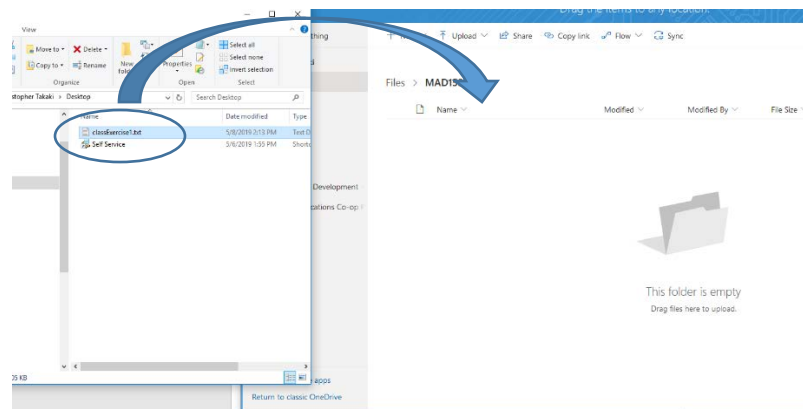 View
Move to Delete
Copy to Rename New Properties Select all
Select none
Invert selection
Organize Open Select
stopher Takaki › Desktop Search Desktop
Name Date modified Type
classExercise1.txt 5/8/2019 2:13 PM Text D
Self Service 5/6/2019 1:55 PM Shortc
Drag the items to any location.
thing
Upload Share Copy link Flow Sync
Files › MAD15
Name Modified Modified By File Size
Development
cations Co-op
This folder is empty
Drag files here to upload.
apps
Return to classic OneDrive